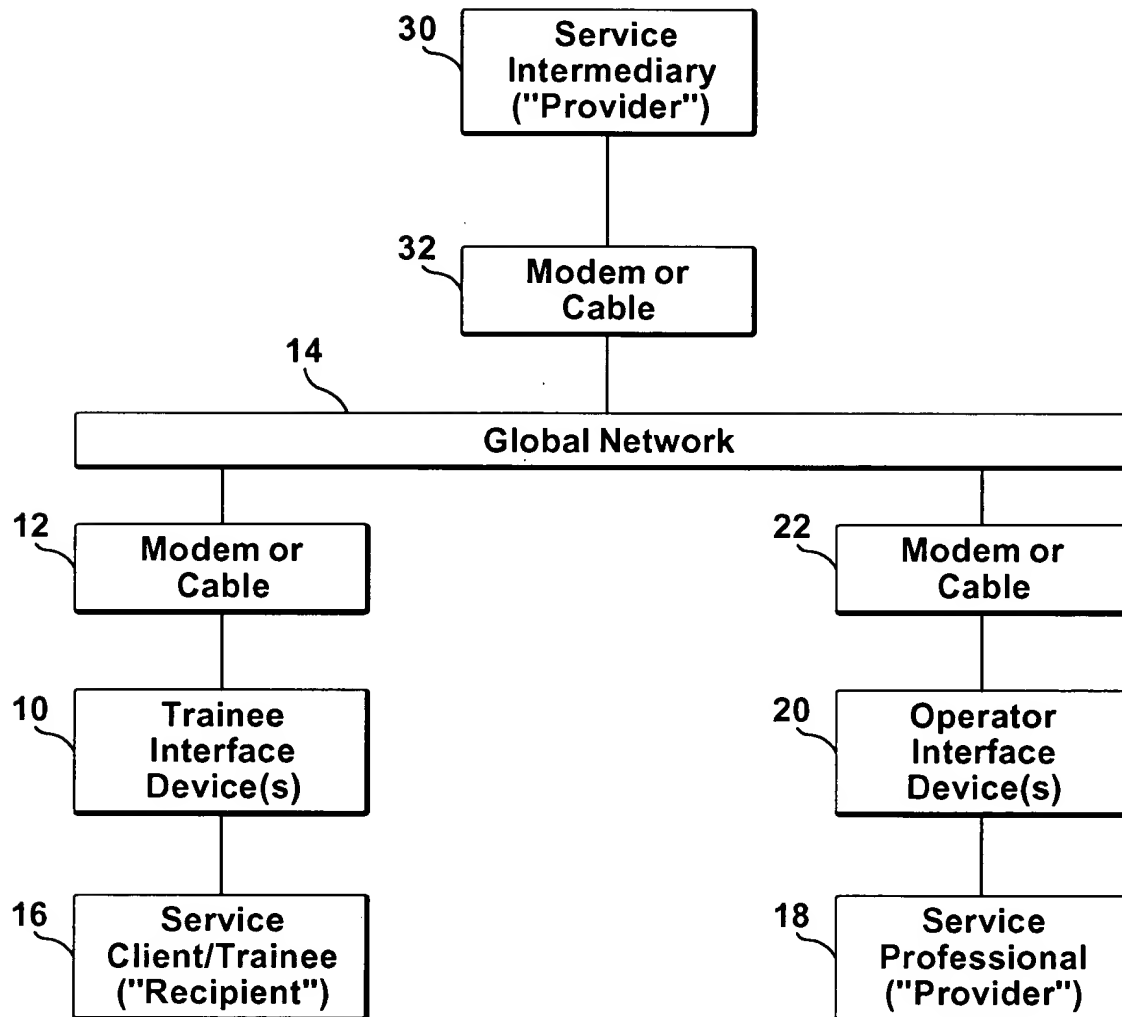 30
Service
Intermediary
("Provider")
32
Modem or
Cable
14
Global Network
12
Modem or
Cable
22
Modem or
Cable
10
Trainee
Interface
Device(s)
20
Operator
Interface
Device(s)
16
Service
Client/Trainee
("Recipient")
18
Service
Professional
("Provider")